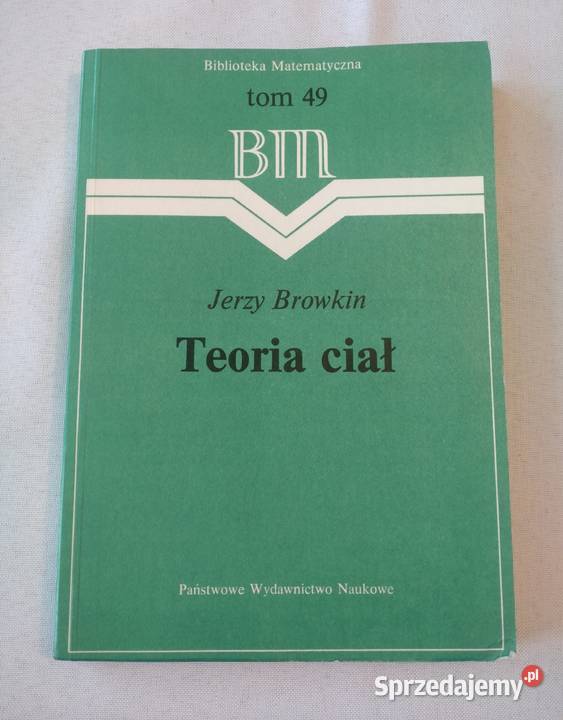 Biblioteka Matematyczna
tom 49
BM
Jerzy Browkin
Teoria ciał
Państwowe Wydawnictwo Naukowe
Sprzedajemy.pl